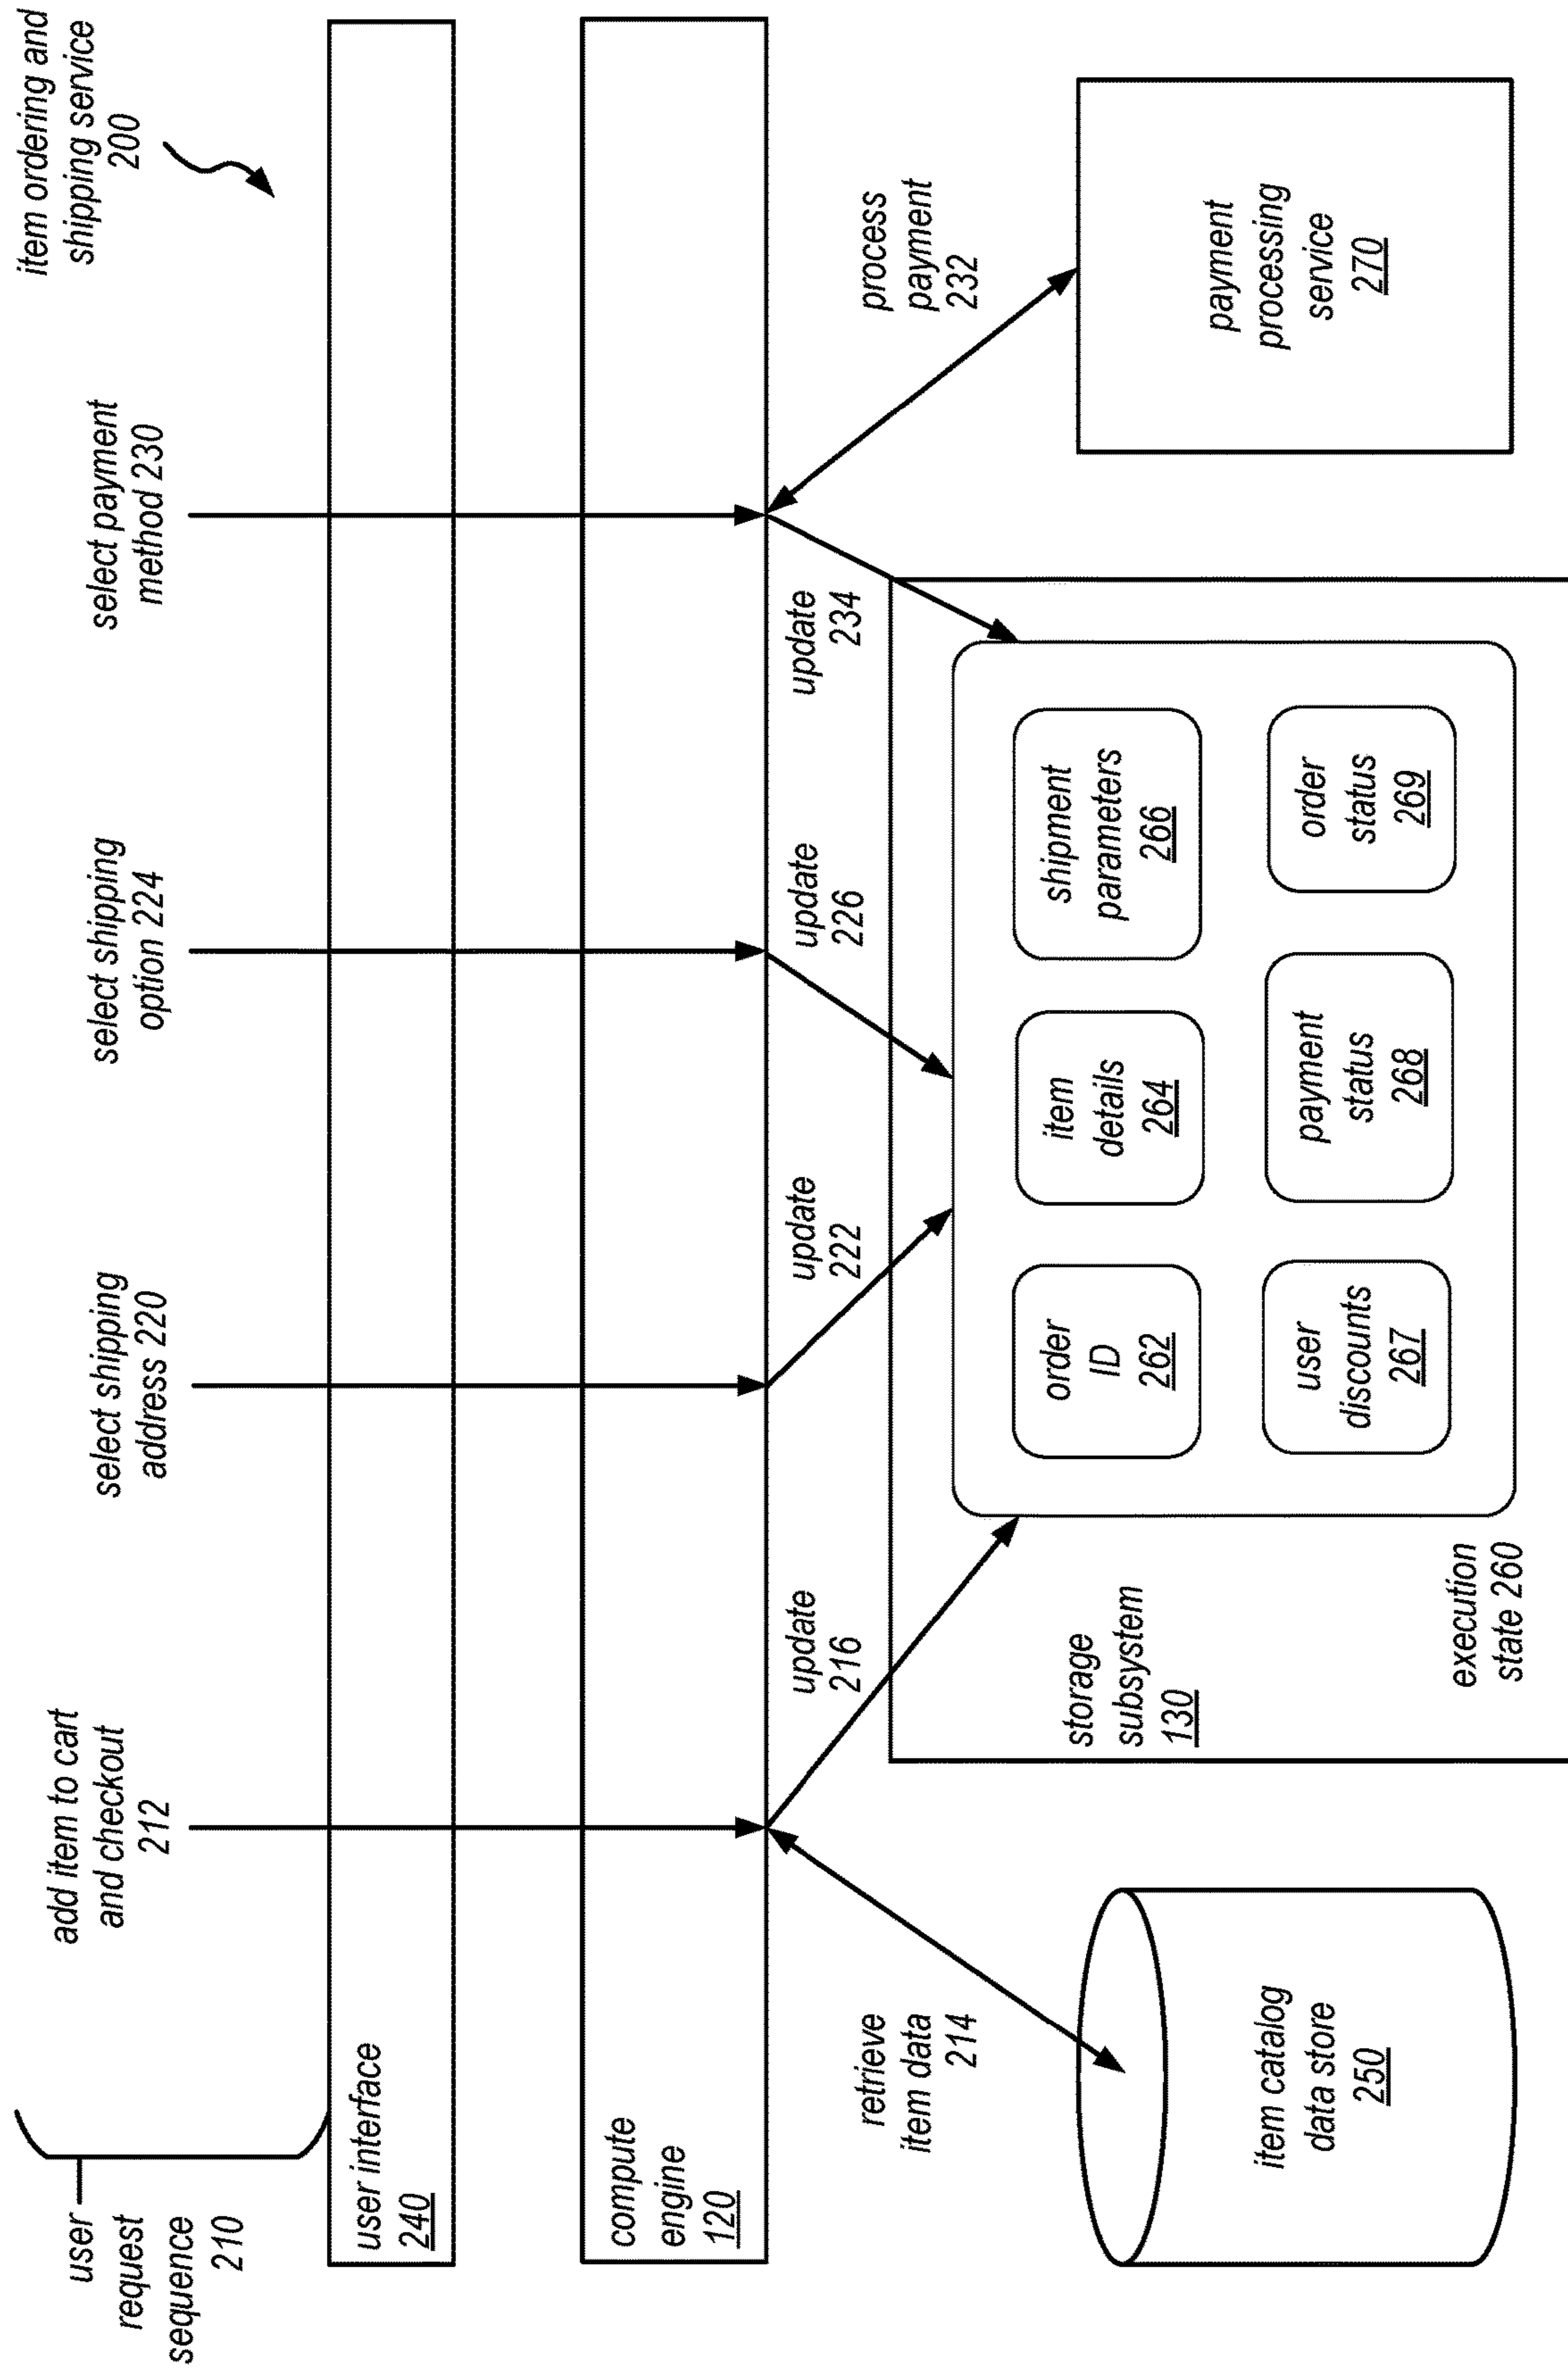 item ordering and
shipping service
200
add item to cart
and checkout
212
select shipping
address 220
select shipping
option 224
select payment
method 230
user
request
sequence
210
user interface
240
compute
engine
120
retrieve
item data
214
update
216
update
222
update
226
update
234
process
payment
232
storage
subsystem
130
order
ID
262
item
details
264
shipment
parameters
266
user
discounts
267
payment
status
268
order
status
269
execution
state 260
item catalog
data store
250
payment
processing
service
270